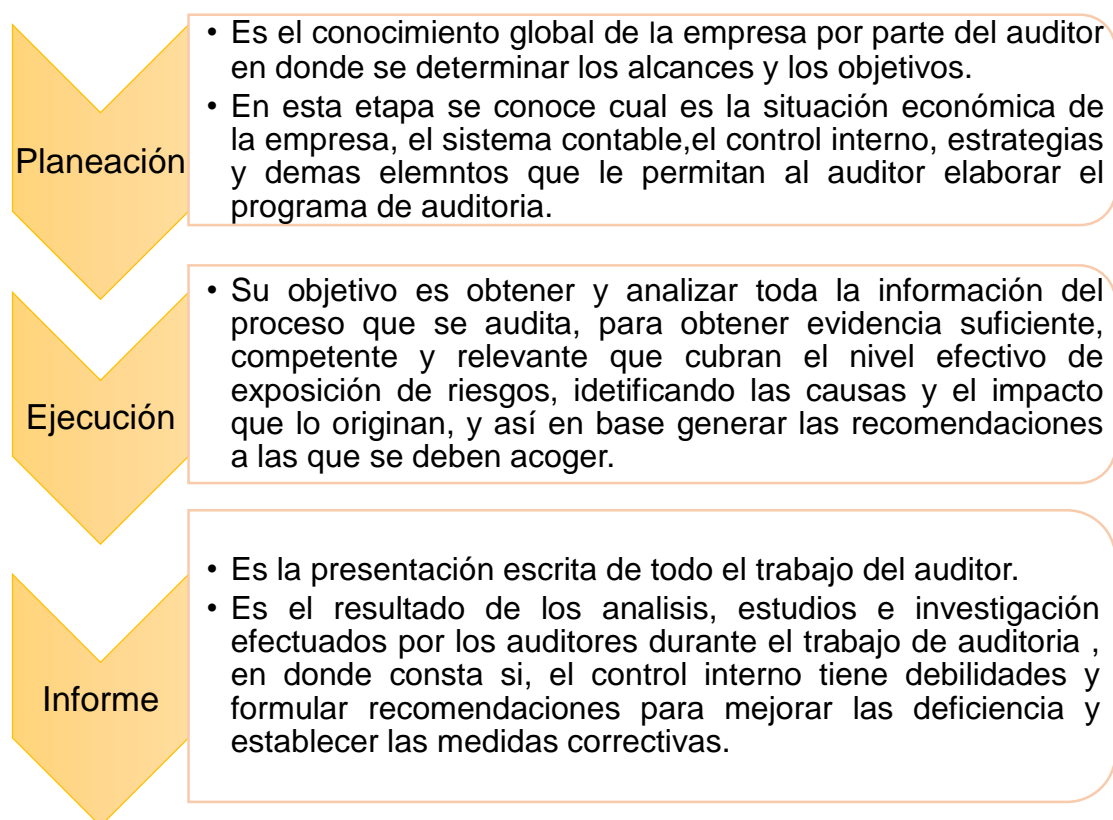 Planeación
• Es el conocimiento global de la empresa por parte del auditor
en donde se determinar los alcances y los objetivos.
• En esta etapa se conoce cual es la situación económica de
la empresa, el sistema contable,el control interno, estrategias
y demas elemntos que le permitan al auditor elaborar el
programa de auditoria.
Ejecución
• Su objetivo es obtener y analizar toda la información del
proceso que se audita, para obtener evidencia suficiente,
competente y relevante que cubran el nivel efectivo de
exposición de riesgos, idetificando las causas y el impacto
que lo originan, y así en base generar las recomendaciones
a las que se deben acoger.
Informe
• Es la presentación escrita de todo el trabajo del auditor.
• Es el resultado de los analisis, estudios e investigación
efectuados por los auditores durante el trabajo de auditoria ,
en donde consta si, el control interno tiene debilidades y
formular recomendaciones para mejorar las deficiencia y
establecer las medidas correctivas.